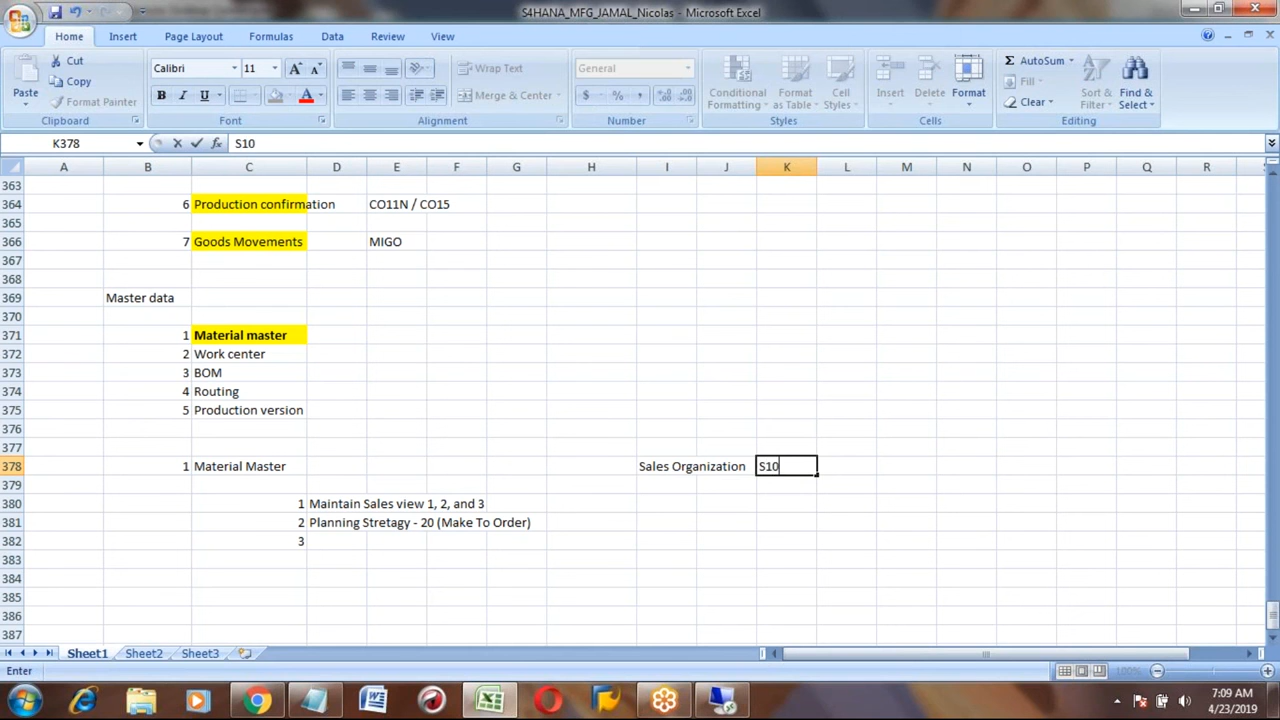 S4HANA_MFG_JAMAL_Nicolas - Microsoft Excel
Home Insert Page Layout Formulas Data Review View
Paste Cut Copy Format Painter Clipboard
Calibri 11 B I U A Font
Wrap Text Merge & Center Alignment
General $ % , Number
Conditional Formatting Format as Table Cell Styles Styles
Insert Delete Format Cells
AutoSum Fill Clear Sort & Filter Find & Select Editing
K378 fx S10
A B C D E F G H I J K L M N O P Q R
363
364 6 Production confirmation CO11N / CO15
365
366 7 Goods Movements MIGO
367
368
369 Master data
370
371 1 Material master
372 2 Work center
373 3 BOM
374 4 Routing
375 5 Production version
376
377
378 1 Material Master Sales Organization S10
379
380 1 Maintain Sales view 1, 2, and 3
381 2 Planning Stretagy - 20 (Make To Order)
382 3
383
384
385
386
387
Sheet1 Sheet2 Sheet3
Enter 100%
7:09 AM
4/23/2019